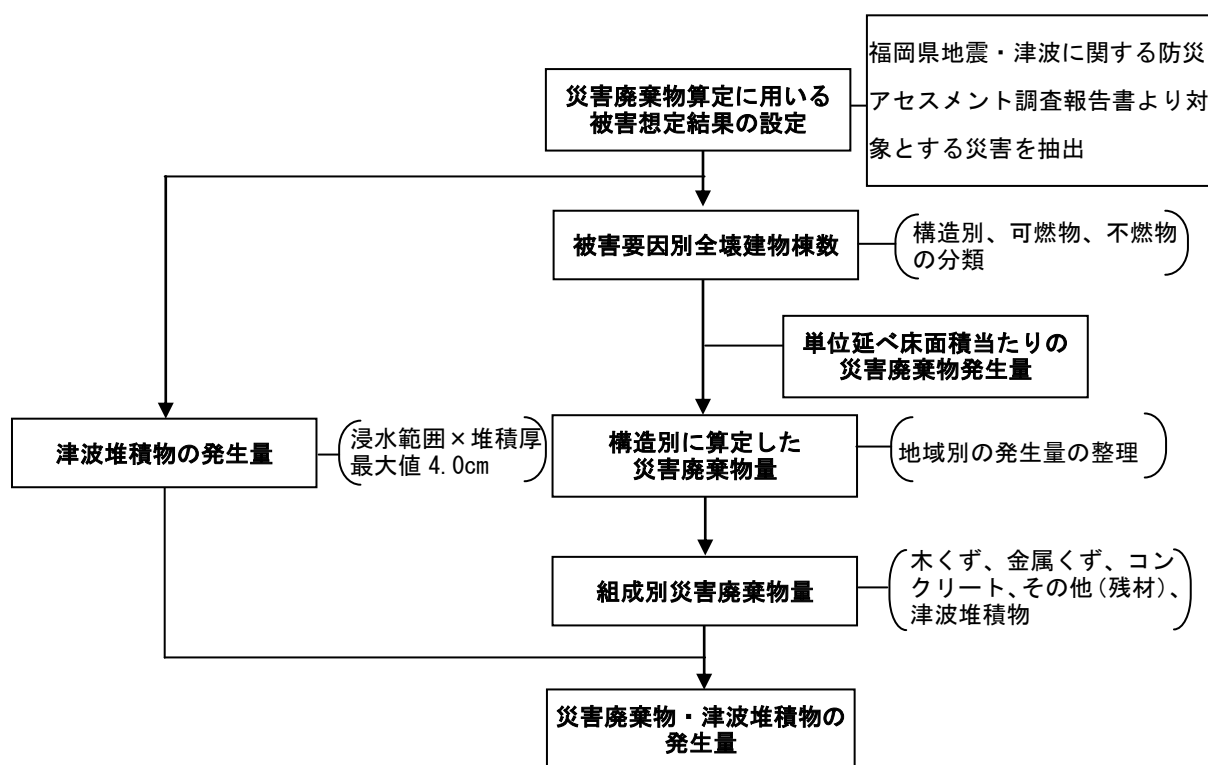 災害廃棄物算定に用いる
被害想定結果の設定
福岡県地震・津波に関する防災
アセスメント調査報告書より対
象とする災害を抽出
被害要因別全壊建物棟数
構造別、可燃物、不燃物
の分類
単位延べ床面積当たりの
災害廃棄物発生量
津波堆積物の発生量
浸水範囲×堆積厚
最大値 4.0cm
構造別に算定した
災害廃棄物量
地域別の発生量の整理
組成別災害廃棄物量
木くず、金属くず、コン
クリート、その他(残材)、
津波堆積物
災害廃棄物・津波堆積物の
発生量